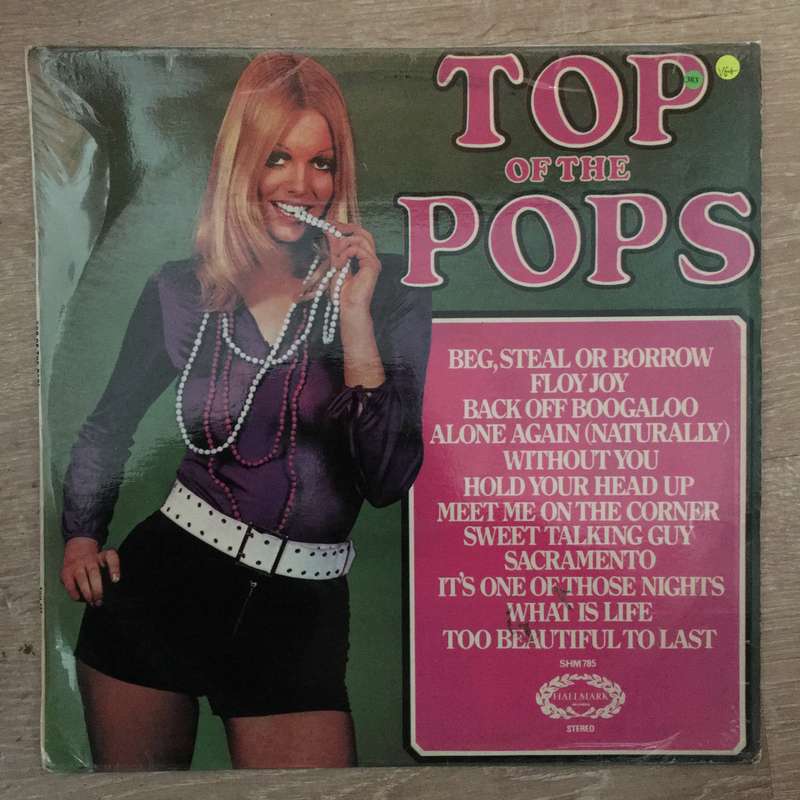 TOP
OF THE
POPS
383
VG+
BEG, STEAL OR BORROW
FLOY JOY
BACK OFF BOOGALOO
ALONE AGAIN (NATURALLY)
WITHOUT YOU
HOLD YOUR HEAD UP
MEET ME ON THE CORNER
SWEET TALKING GUY
SACRAMENTO
IT'S ONE OF THOSE NIGHTS
WHAT IS LIFE
TOO BEAUTIFUL TO LAST
SHM 785
HALLMARK
STEREO